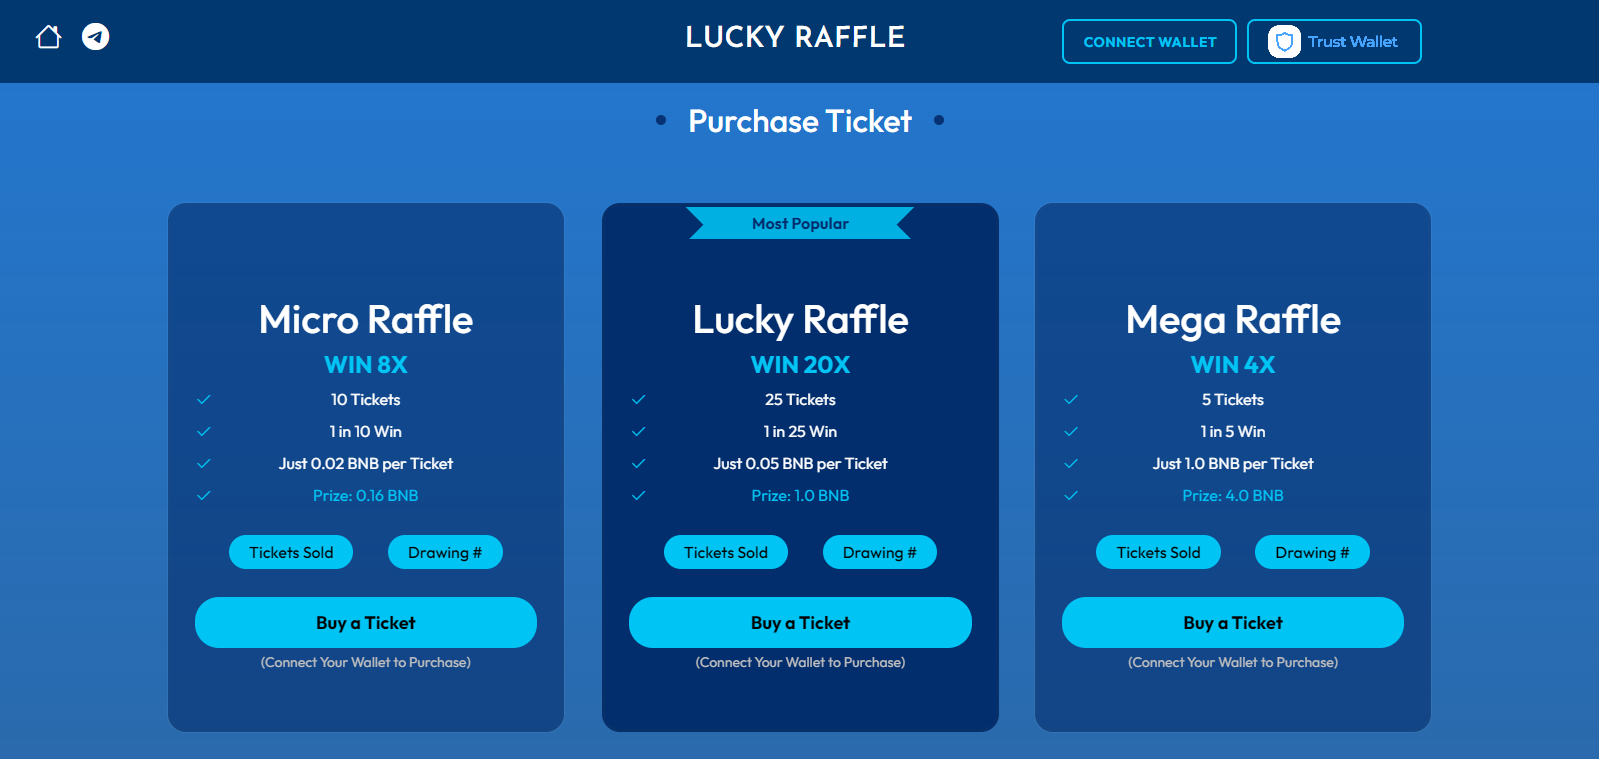 LUCKY RAFFLE
CONNECT WALLET
Trust Wallet
Purchase Ticket
Micro Raffle
WIN 8X
10 Tickets
1 in 10 Win
Just 0.02 BNB per Ticket
Prize: 0.16 BNB
Tickets Sold
Drawing #
Buy a Ticket
(Connect Your Wallet to Purchase)
Most Popular
Lucky Raffle
WIN 20X
25 Tickets
1 in 25 Win
Just 0.05 BNB per Ticket
Prize: 1.0 BNB
Tickets Sold
Drawing #
Buy a Ticket
(Connect Your Wallet to Purchase)
Mega Raffle
WIN 4X
5 Tickets
1 in 5 Win
Just 1.0 BNB per Ticket
Prize: 4.0 BNB
Tickets Sold
Drawing #
Buy a Ticket
(Connect Your Wallet to Purchase)